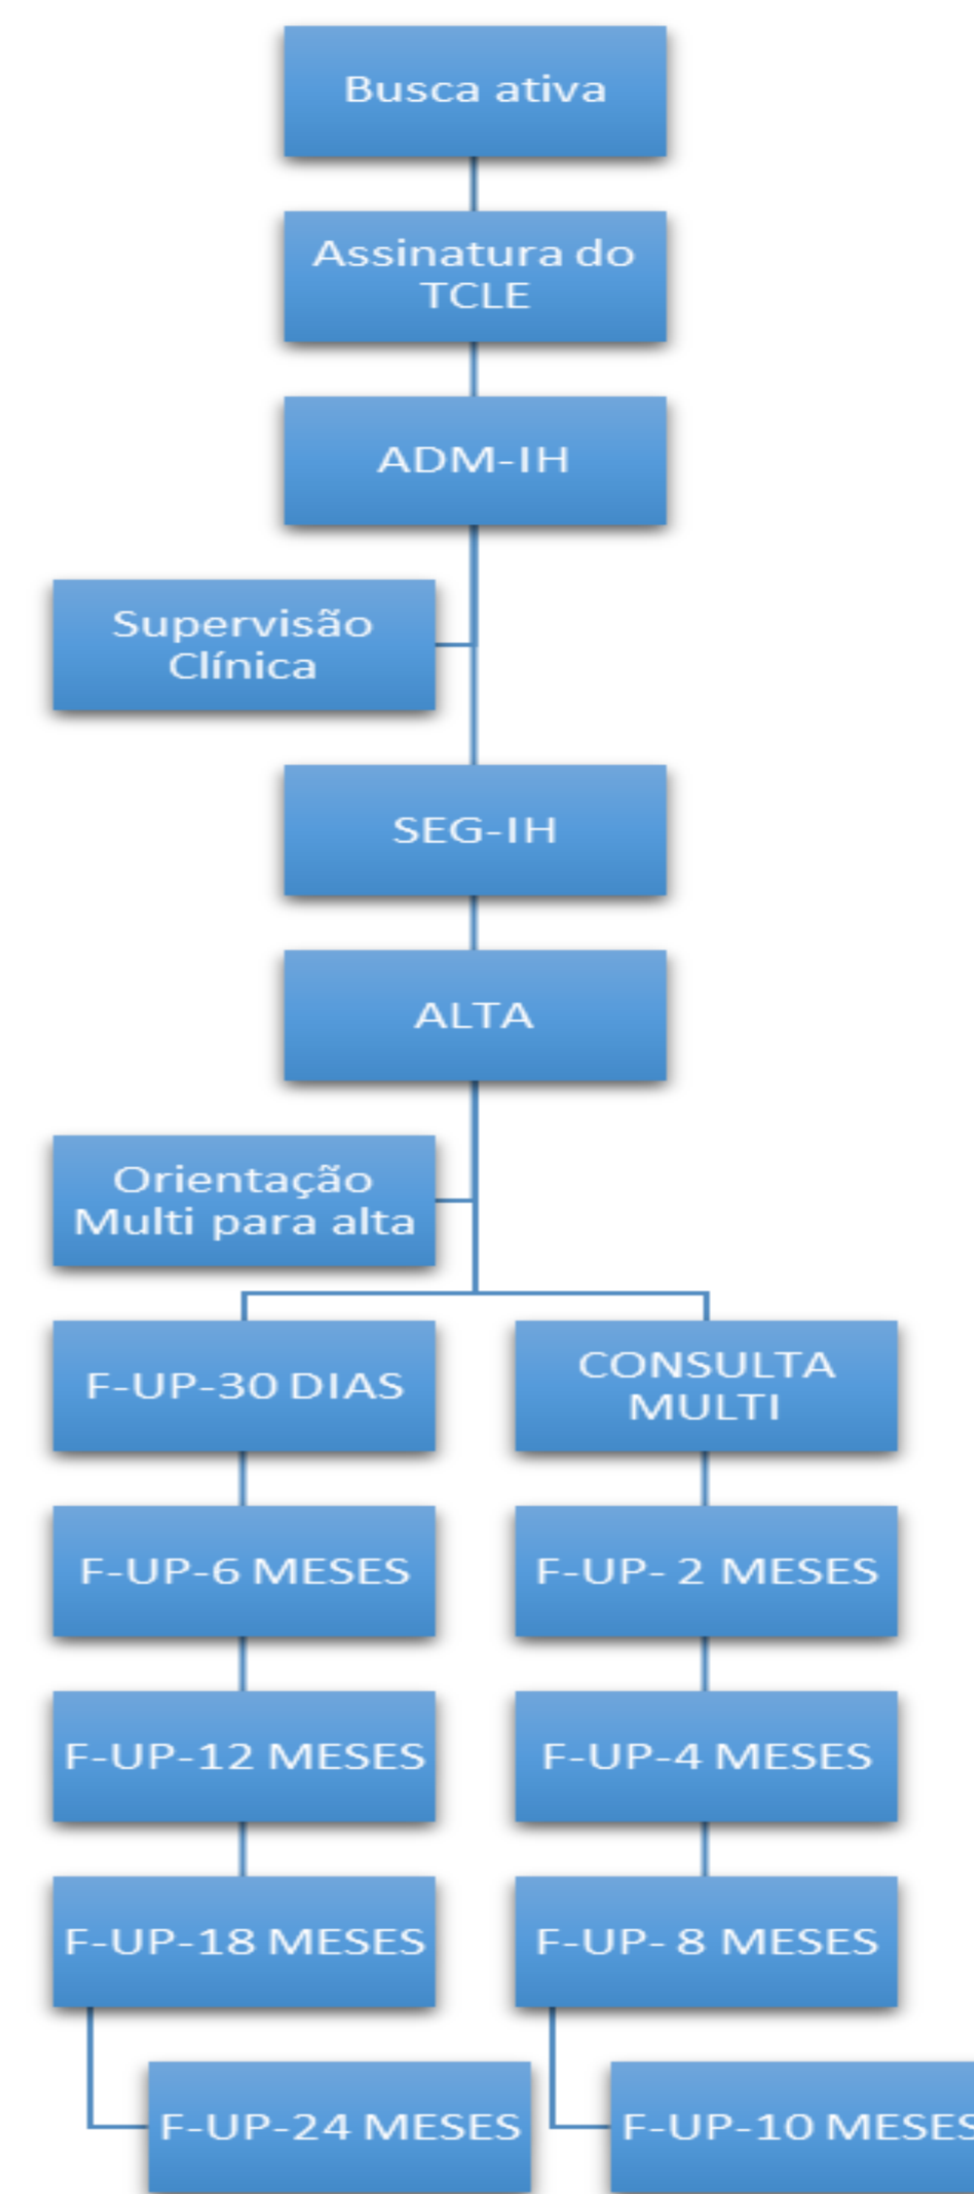 Busca ativa
Assinatura do
TCLE
ADM-IH
Supervisão
Clínica
SEG-IH
ALTA
Orientação
Multi para alta
F-UP-30 DIAS
CONSULTA
MULTI
F-UP-6 MESES
F-UP- 2 MESES
F-UP-12 MESES
F-UP-4 MESES
F-UP-18 MESES
F-UP- 8 MESES
F-UP-24 MESES
F-UP-10 MESES